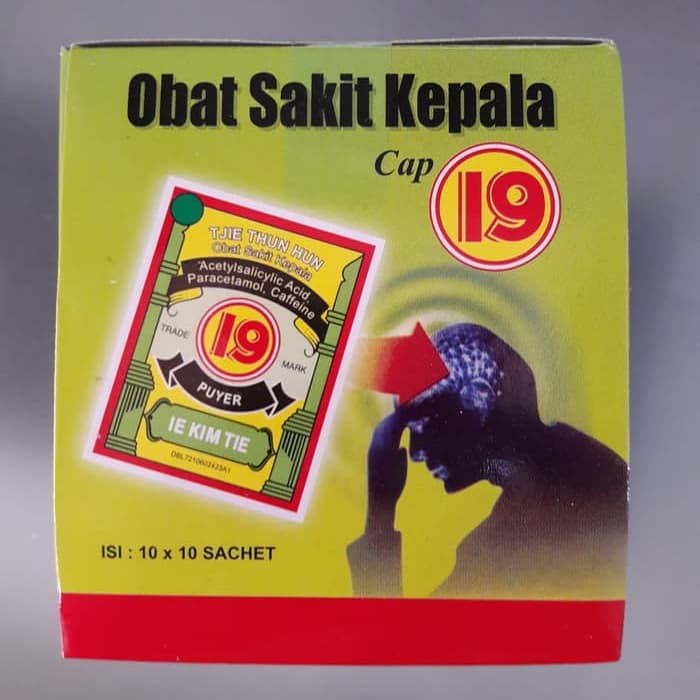 Obat Sakit Kepala
Cap 19
TJIE THUN HUN
Obat Sakit Kepala
"Acetylsalicylic Acid,
Paracetamol, Caffeine
TRADE 19 MARK
PUYER
IE KIM TIE
DBL7210602423A1
ISI : 10 x 10 SACHET